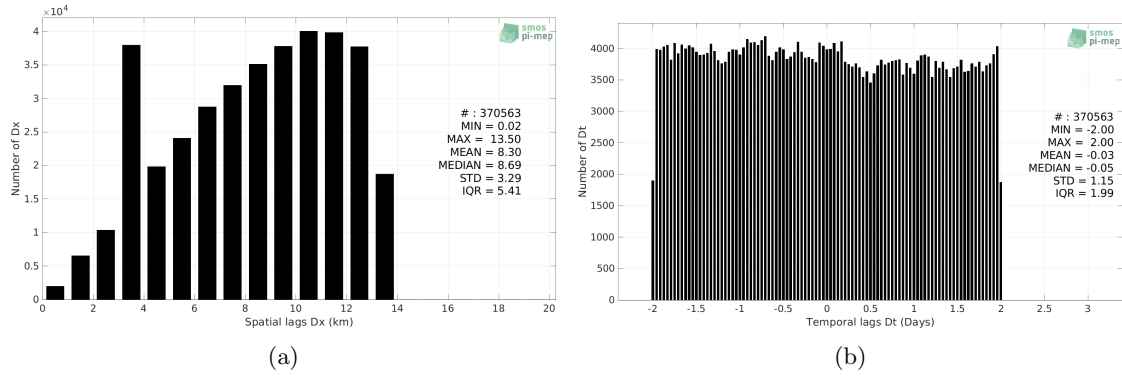 ×10⁴
4
3.5
3
2.5
2
1.5
1
0.5
0
Number of Dx
0 2 4 6 8 10 12 14 16 18 20
Spatial lags Dx (km)
smos
pi-mep
# : 370563
MIN = 0.02
MAX = 13.50
MEAN = 8.30
MEDIAN = 8.69
STD = 3.29
IQR = 5.41
(a)
4000
3500
3000
2500
2000
1500
1000
500
0
Number of Dt
-2 -1.5 -1 -0.5 0 0.5 1 1.5 2 2.5 3
Temporal lags Dt (Days)
smos
pi-mep
# : 370563
MIN = -2.00
MAX = 2.00
MEAN = -0.03
MEDIAN = -0.05
STD = 1.15
IQR = 1.99
(b)